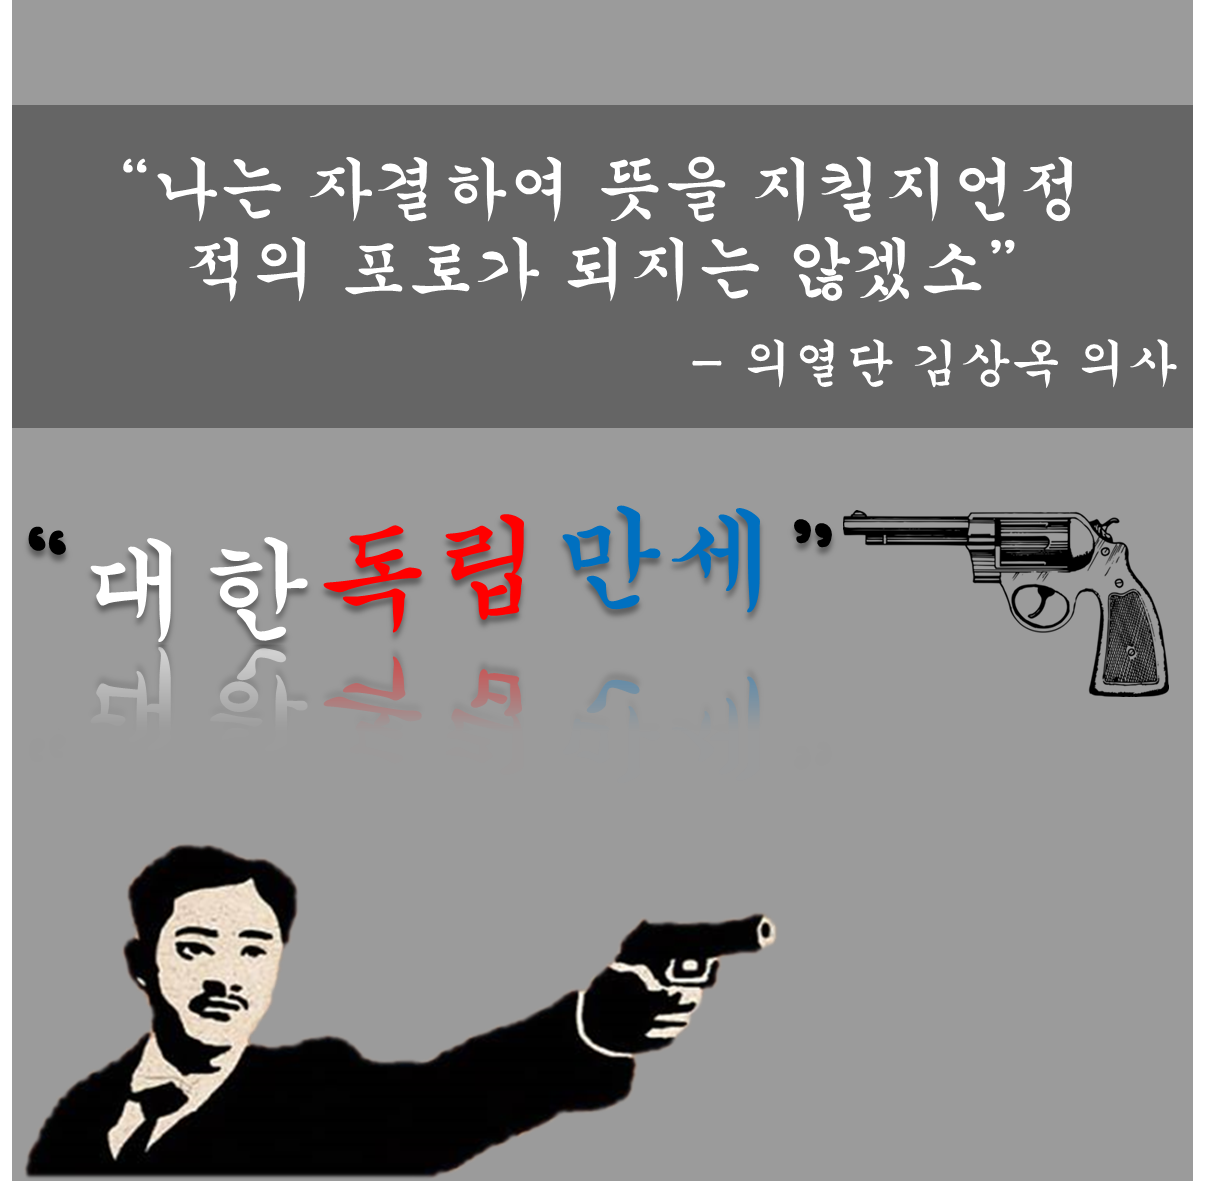 “나는 자결하여 뜻을 지킬지언정
적의 포로가 되지는 않겠소”
– 의열단 김상옥 의사
“대한독립만세”